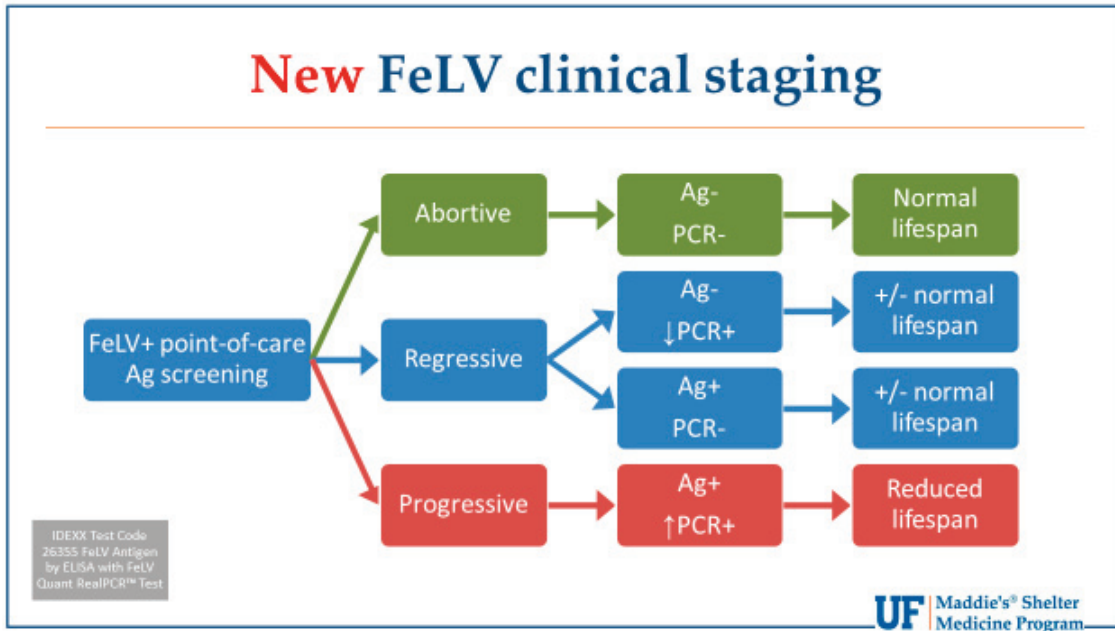 New FeLV clinical staging
Abortive
Ag-
PCR-
Normal
lifespan
FeLV+ point-of-care
Ag screening
Regressive
Ag-
↓PCR+
+/- normal
lifespan
Ag+
PCR-
+/- normal
lifespan
Progressive
Ag+
↑PCR+
Reduced
lifespan
IDEXX Test Code
26355 FeLV Antigen
by ELISA with FeLV
Quant RealPCR™ Test
UF Maddie's® Shelter
Medicine Program